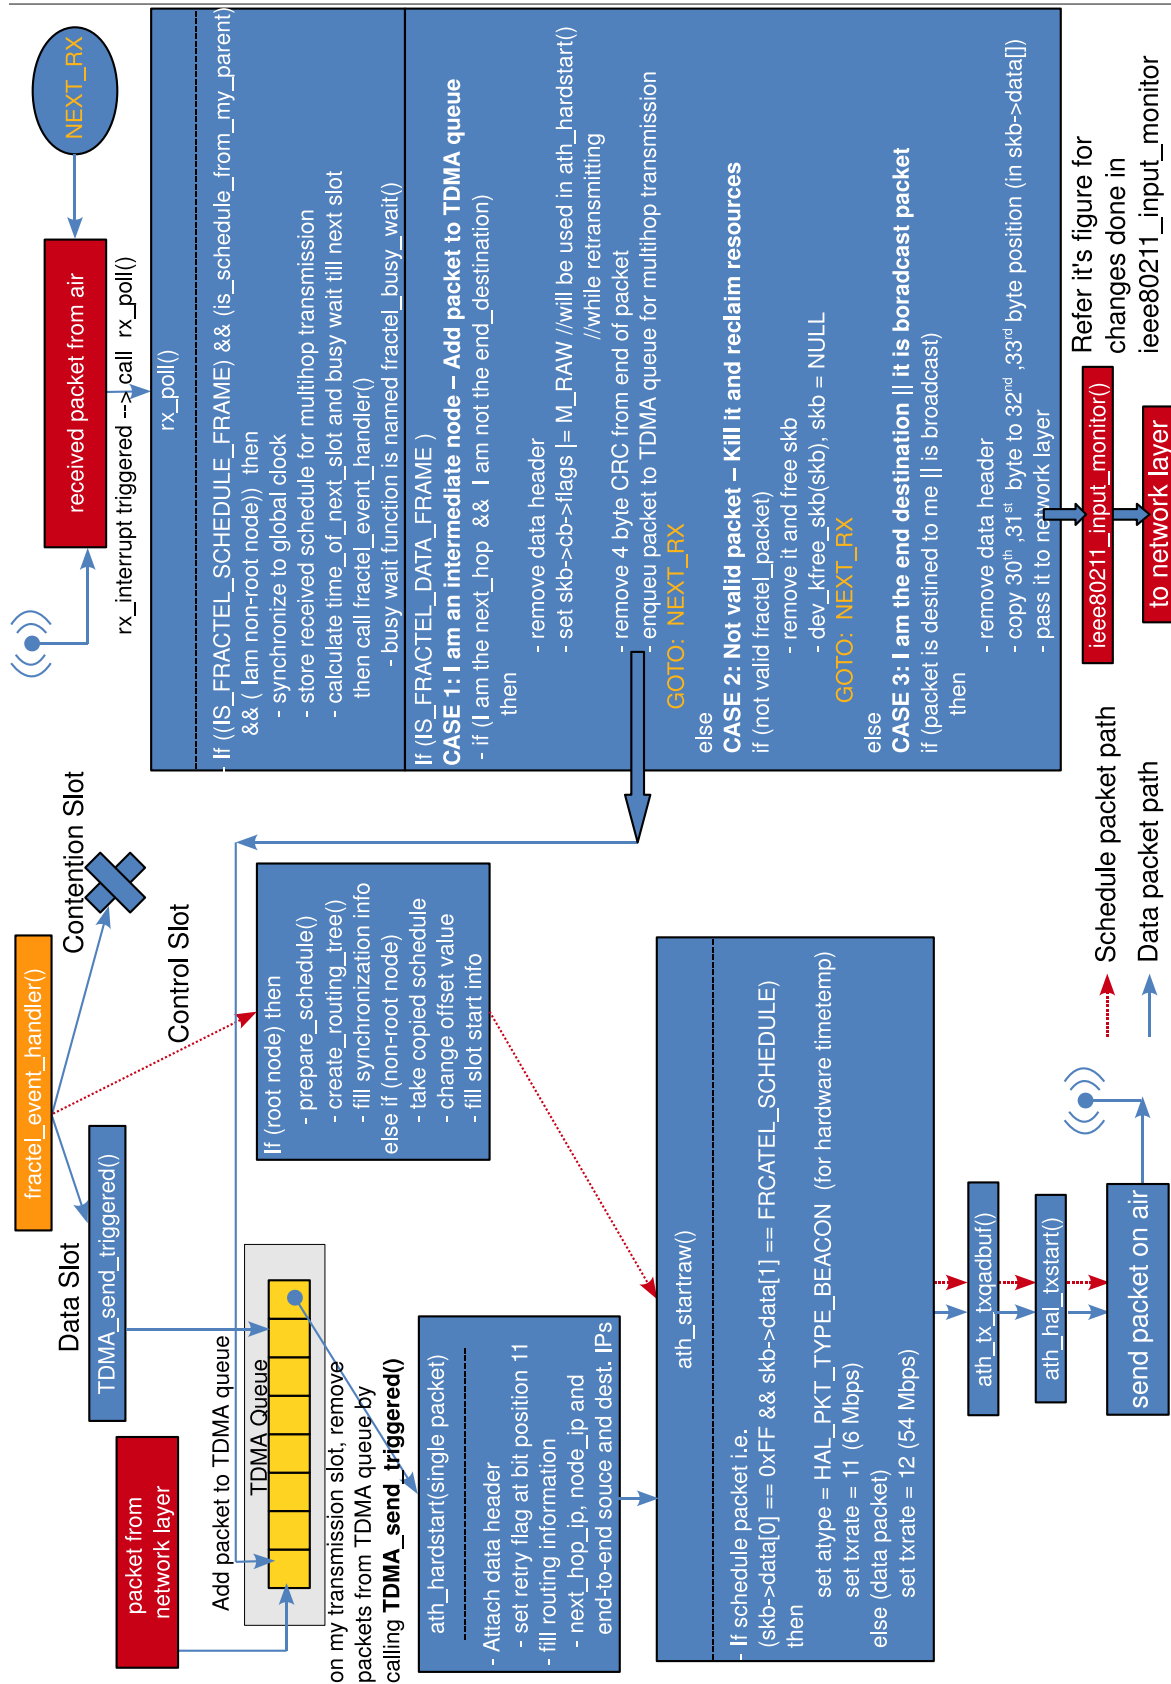 packet from
network layer
fractel_event_handler()
Data Slot
Contention Slot
Control Slot
TDMA_send_triggered()
Add packet to TDMA queue
TDMA Queue
on my transmission slot, remove
packets from TDMA queue by
calling TDMA_send_triggered()
If (root node) then
- prepare_schedule()
- create_routing_tree()
- fill synchronization info
else if (non-root node)
- take copied schedule
- change offset value
- fill slot start info
ath_hardstart(single packet)
- Attach data header
- set retry flag at bit position 11
- fill routing information
- next_hop_ip, node_ip and
end-to-end souce and dest. IPs
ath_startraw()
- If schedule packet i.e.
(skb->data[0] == 0xFF && skb->data[1] == FRCATEL_SCHEDULE)
then
set atype = HAL_PKT_TYPE_BEACON (for hardware timetemp)
set txrate = 11 (6 Mbps)
else (data packet)
set txrate = 12 (54 Mbps)
ath_tx_txqadbuf()
ath_hal_txstart()
send packet on air
Schedule packet path
Data packet path
NEXT_RX
received packet from air
rx_interrupt triggered --> call rx_poll()
rx_poll()
- If ((IS_FRACTEL_SCHEDULE_FRAME) && (is_schedule_from_my_parent)
&& ( Iam non-root node)) then
- synchronize to global clock
- store received schedule for multihop transmission
- calculate time_of_next_slot and busy wait till next slot
then call fractel_event_handler()
- busy wait function is named fractel_busy_wait()
If (IS_FRACTEL_DATA_FRAME )
CASE 1: I am an intermediate node – Add packet to TDMA queue
- if (I am the next_hop && I am not the end_destination)
then
- remove data header
- set skb->cb->flags |= M_RAW //will be used in ath_hardstart()
//while retransmitting
- remove 4 byte CRC from end of packet
- enqueu packet to TDMA queue for multihop transmission
GOTO: NEXT_RX
else
CASE 2: Not valid packet – Kill it and reclaim resources
if (not valid fractel_packet)
- remove it and free skb
- dev_kfree_skb(skb), skb = NULL
GOTO: NEXT_RX
else
CASE 3: I am the end destination || it is boradcast packet
if (packet is destined to me || is broadcast)
then
- remove data header
- copy 30th ,31st byte to 32nd ,33rd byte position (in skb->data[])
- pass it to network layer
ieee80211_input_monitor()
Refer it's figure for
changes done in
ieee80211_input_monitor
to network layer